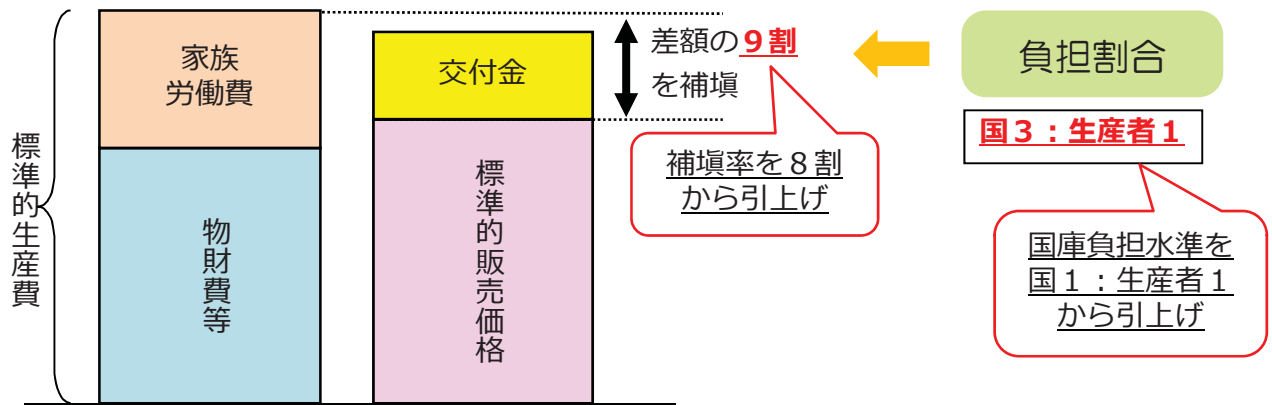 標準的生産費
家族
労働費
物財費等
交付金
標準的販売価格
差額の９割
を補塡
補塡率を８割
から引上げ
負担割合
国３：生産者１
国庫負担水準を
国１：生産者１
から引上げ